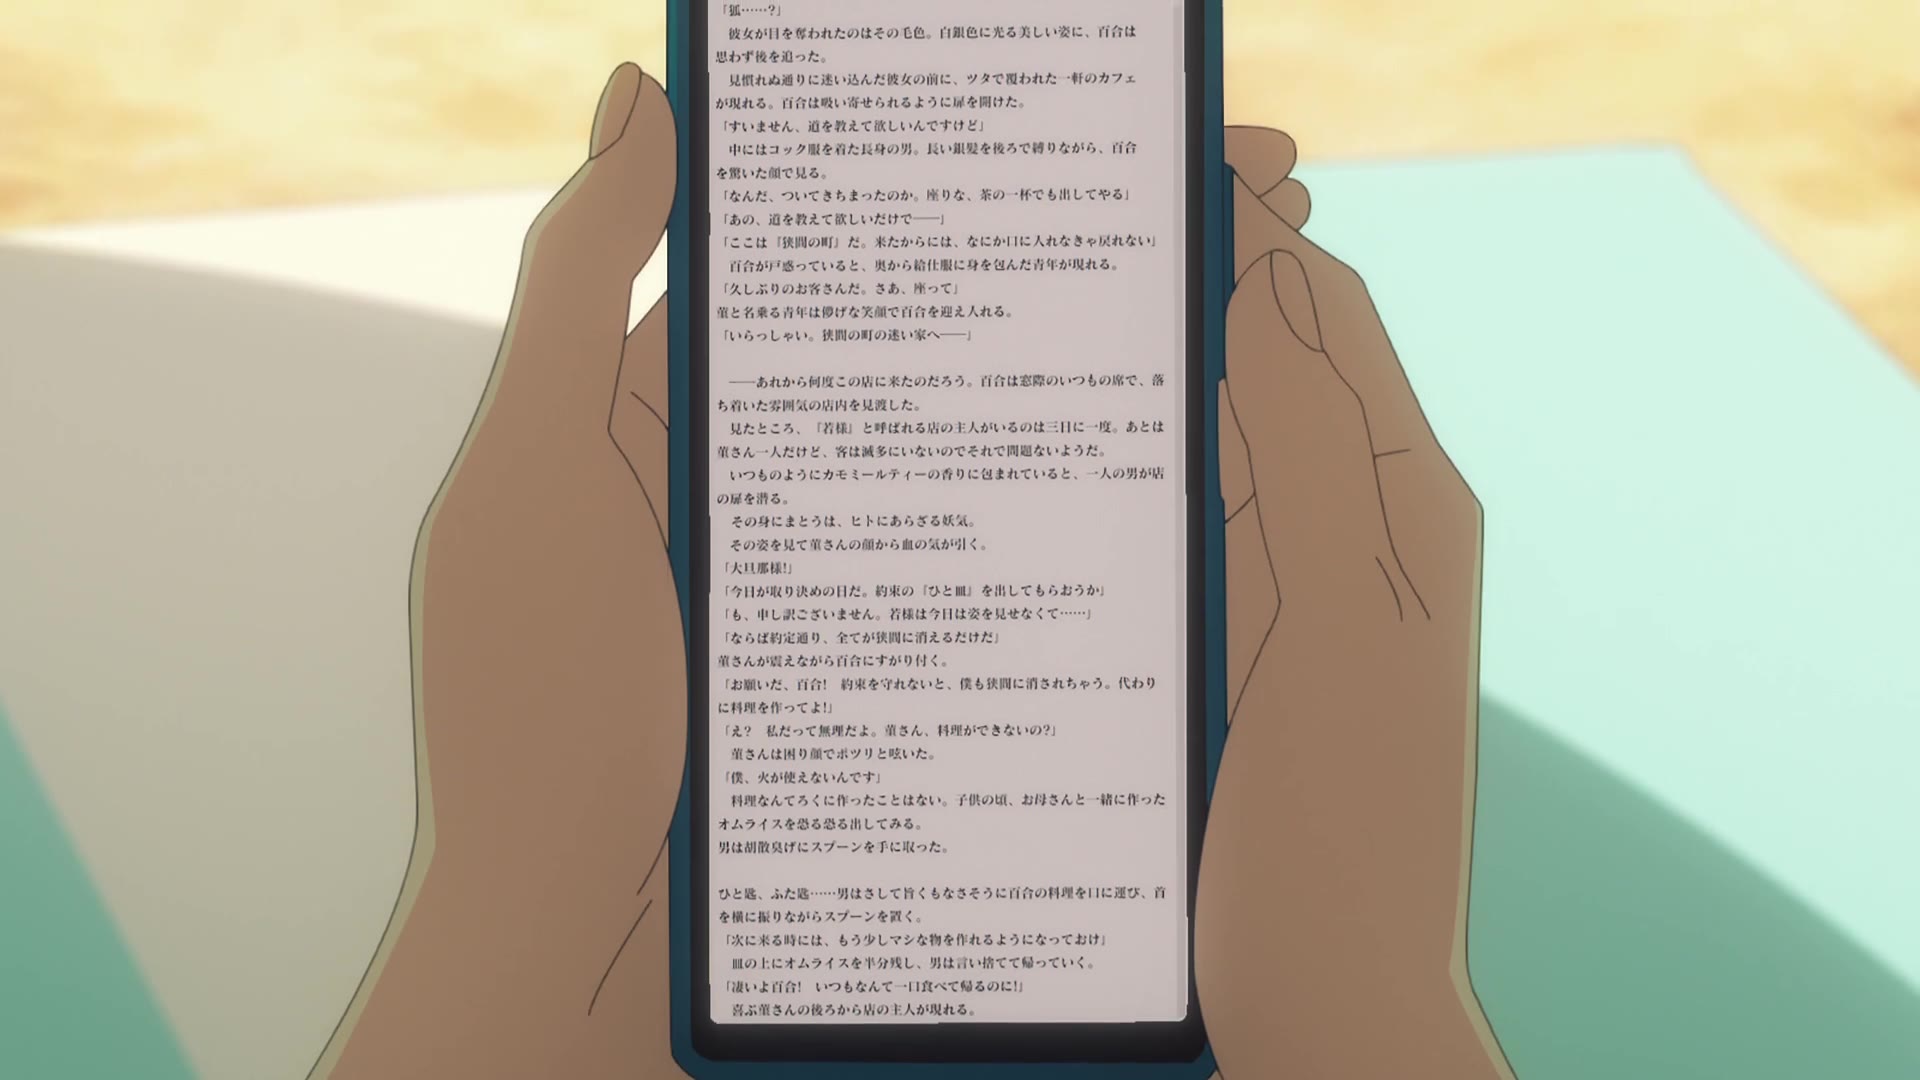 「狐……?」
彼女が目を奪われたのはその毛色。白銀色に光る美しい姿に、百合は
思わず後を追った。
見慣れぬ通りに迷い込んだ彼女の前に、ツタで覆われた一軒のカフェ
が現れる。百合は吸い寄せられるように扉を開けた。
「すいません、道を教えて欲しいんですけど」
中にはコック服を着た長身の男。長い銀髪を後ろで縛りながら、百合
を驚いた顔で見る。
「なんだ、ついてきちまったのか。座りな、茶の一杯でも出してやる」
「あの、道を教えて欲しいだけで――」
「ここは『狭間の町』だ。来たからには、なにか口に入れなきゃ戻れない」
百合が戸惑っていると、奥から給仕服に身を包んだ青年が現れる。
「久しぶりのお客さんだ。さあ、座って」
菫と名乗る青年は儚げな笑顔で百合を迎え入れる。
「いらっしゃい。狭間の町の迷い家へ――」
――あれから何度この店に来たのだろう。百合は窓際のいつもの席で、落
ち着いた雰囲気の店内を見渡した。
見たところ、『若様』と呼ばれる店の主人がいるのは三日に一度。あとは
菫さん一人だけど、客は滅多にいないのでそれで問題ないようだ。
いつものようにカモミールティーの香りに包まれていると、一人の男が店
の扉を潜る。
その身にまとうは、ヒトにあらざる妖気。
その姿を見て菫さんの顔から血の気が引く。
「大旦那様!」
「今日が取り決めの日だ。約束の『ひと皿』を出してもらおうか」
「も、申し訳ございません。若様は今日は姿を見せなくて……」
「ならば約定通り、全てが狭間に消えるだけだ」
菫さんが震えながら百合にすがり付く。
「お願いだ、百合!　約束を守れないと、僕も狭間に消されちゃう。代わり
に料理を作ってよ!」
「え?　私だって無理だよ。菫さん、料理ができないの?」
菫さんは困り顔でポツリと呟いた。
「僕、火が使えないんです」
料理なんてろくに作ったことはない。子供の頃、お母さんと一緒に作った
オムライスを恐る恐る出してみる。
男は胡散臭げにスプーンを手に取った。
ひと匙、ふた匙……男はさして旨くもなさそうに百合の料理を口に運び、首
を横に振りながらスプーンを置く。
「次に来る時には、もう少しマシな物を作れるようになっておけ」
皿の上にオムライスを半分残し、男は言い捨てて帰っていく。
「凄いよ百合!　いつもなんて一口食べて帰るのに!」
喜ぶ菫さんの後ろから店の主人が現れる。